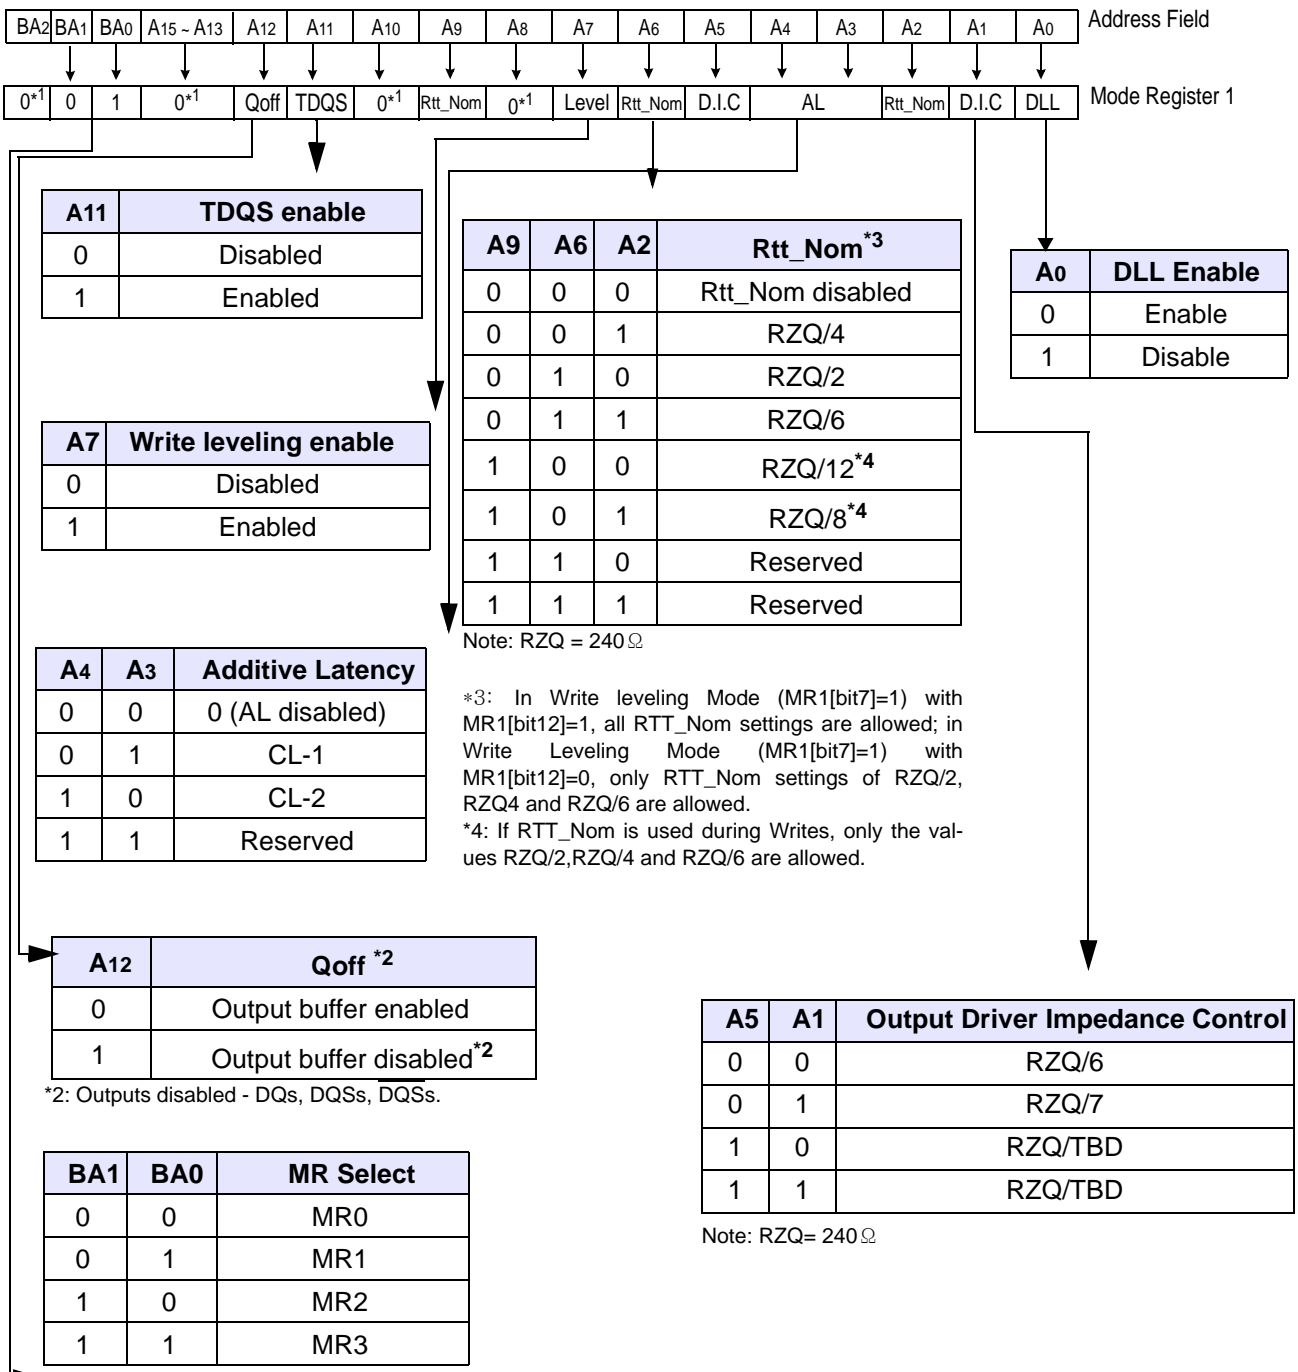 BA2 BA1 BA0 A15 ~ A13 A12 A11 A10 A9 A8 A7 A6 A5 A4 A3 A2 A1 A0 Address Field
0*1 0 1 0*1 Qoff TDQS 0*1 Rtt_Nom 0*1 Level Rtt_Nom D.I.C AL Rtt_Nom D.I.C DLL Mode Register 1
A11 TDQS enable
0 Disabled
1 Enabled
A7 Write leveling enable
0 Disabled
1 Enabled
A4 A3 Additive Latency
0 0 0 (AL disabled)
0 1 CL-1
1 0 CL-2
1 1 Reserved
A9 A6 A2 Rtt_Nom*3
0 0 0 Rtt_Nom disabled
0 0 1 RZQ/4
0 1 0 RZQ/2
0 1 1 RZQ/6
1 0 0 RZQ/12*4
1 0 1 RZQ/8*4
1 1 0 Reserved
1 1 1 Reserved
Note: RZQ = 240Ω
*3: In Write leveling Mode (MR1[bit7]=1) with
MR1[bit12]=1, all RTT_Nom settings are allowed; in
Write Leveling Mode (MR1[bit7]=1) with
MR1[bit12]=0, only RTT_Nom settings of RZQ/2,
RZQ4 and RZQ/6 are allowed.
*4: If RTT_Nom is used during Writes, only the val-
ues RZQ/2,RZQ/4 and RZQ/6 are allowed.
A0 DLL Enable
0 Enable
1 Disable
A12 Qoff *2
0 Output buffer enabled
1 Output buffer disabled*2
*2: Outputs disabled - DQs, DQSs, D̅Q̅S̅s.
BA1 BA0 MR Select
0 0 MR0
0 1 MR1
1 0 MR2
1 1 MR3
A5 A1 Output Driver Impedance Control
0 0 RZQ/6
0 1 RZQ/7
1 0 RZQ/TBD
1 1 RZQ/TBD
Note: RZQ= 240Ω